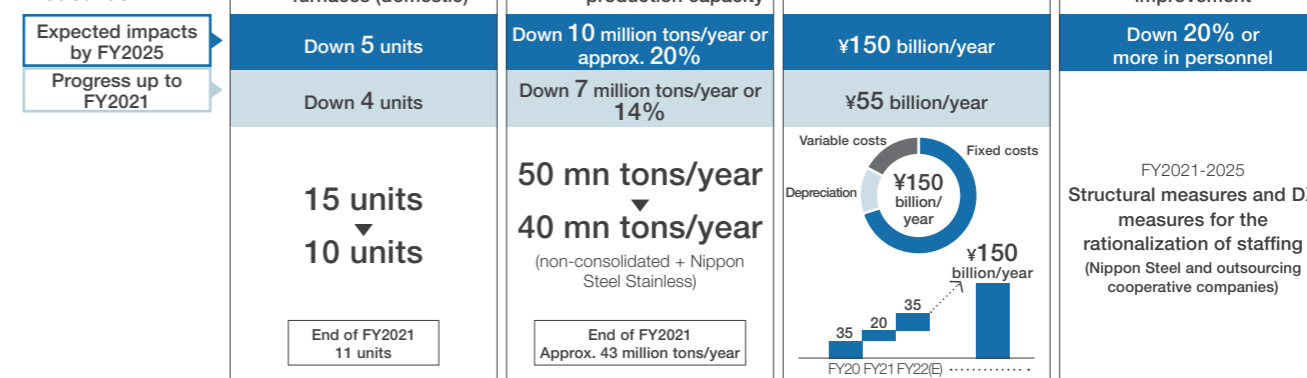 furnaces (domestic)
production capacity
improvement
Expected impacts
by FY2025
Down 5 units
Down 10 million tons/year or
approx. 20%
¥150 billion/year
Down 20% or
more in personnel
Progress up to
FY2021
Down 4 units
Down 7 million tons/year or
14%
¥55 billion/year
15 units
▼
10 units
End of FY2021
11 units
50 mn tons/year
▼
40 mn tons/year
(non-consolidated + Nippon
Steel Stainless)
End of FY2021
Approx. 43 million tons/year
Variable costs
Fixed costs
Depreciation
¥150
billion/
year
¥150
billion/year
35
20
35
FY20 FY21 FY22(E)
FY2021-2025
Structural measures and
measures for the
rationalization of staffing
(Nippon Steel and outsourcing
cooperative companies)